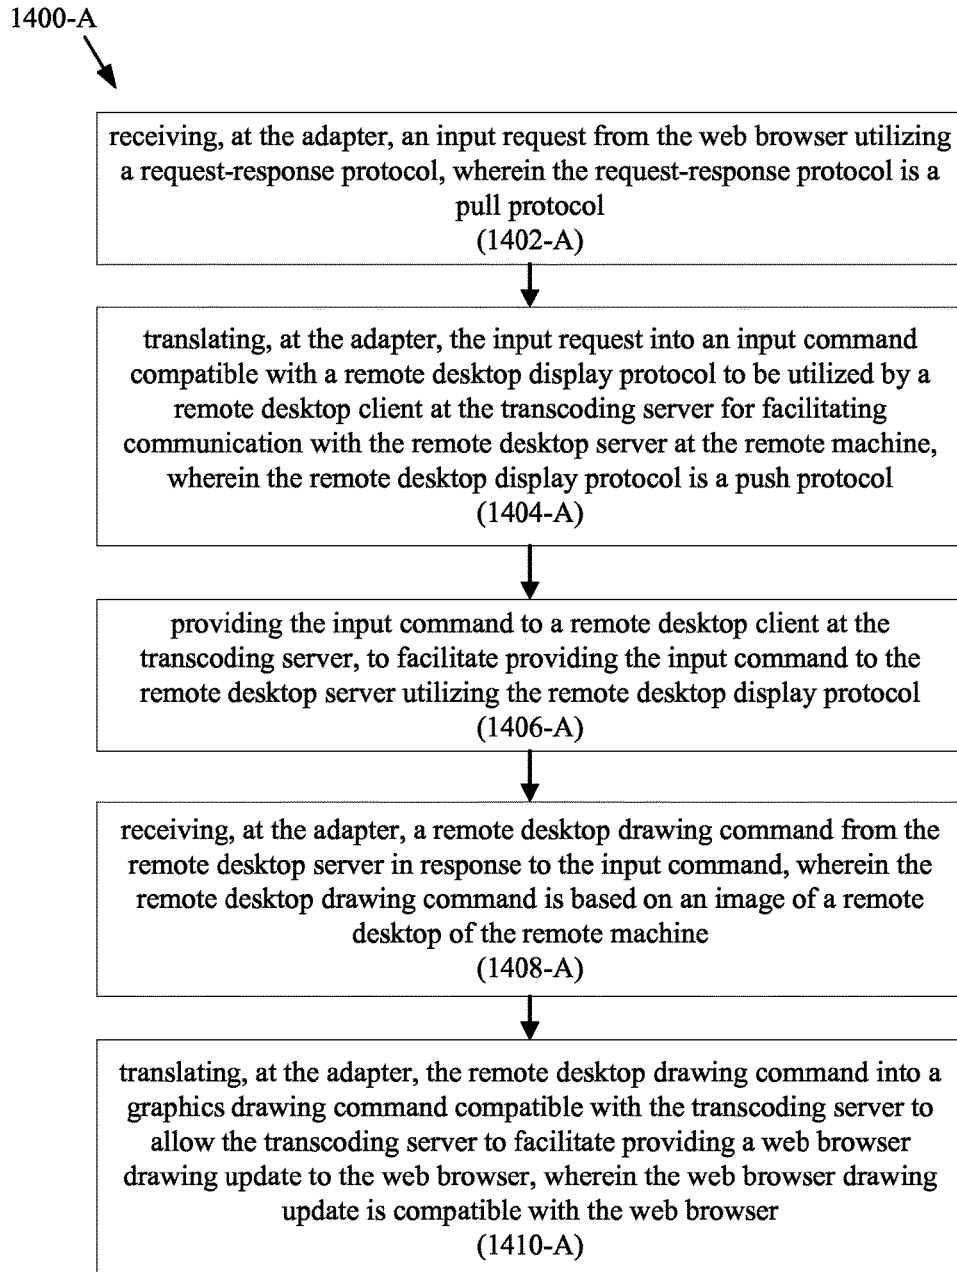 1400-A
receiving, at the adapter, an input request from the web browser utilizing
a request-response protocol, wherein the request-response protocol is a
pull protocol
(1402-A)
translating, at the adapter, the input request into an input command
compatible with a remote desktop display protocol to be utilized by a
remote desktop client at the transcoding server for facilitating
communication with the remote desktop server at the remote machine,
wherein the remote desktop display protocol is a push protocol
(1404-A)
providing the input command to a remote desktop client at the
transcoding server, to facilitate providing the input command to the
remote desktop server utilizing the remote desktop display protocol
(1406-A)
receiving, at the adapter, a remote desktop drawing command from the
remote desktop server in response to the input command, wherein the
remote desktop drawing command is based on an image of a remote
desktop of the remote machine
(1408-A)
translating, at the adapter, the remote desktop drawing command into a
graphics drawing command compatible with the transcoding server to
allow the transcoding server to facilitate providing a web browser
drawing update to the web browser, wherein the web browser drawing
update is compatible with the web browser
(1410-A)